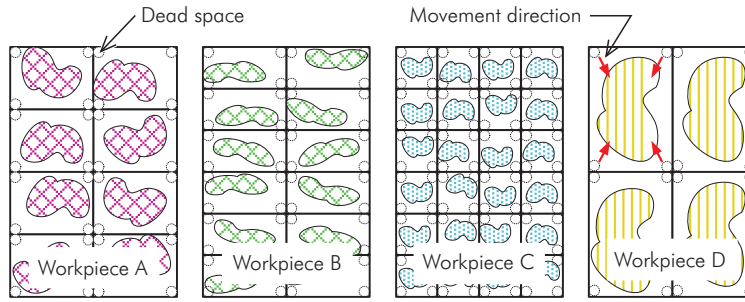 Dead space
Movement direction
Workpiece A
Workpiece B
Workpiece C
Workpiece D